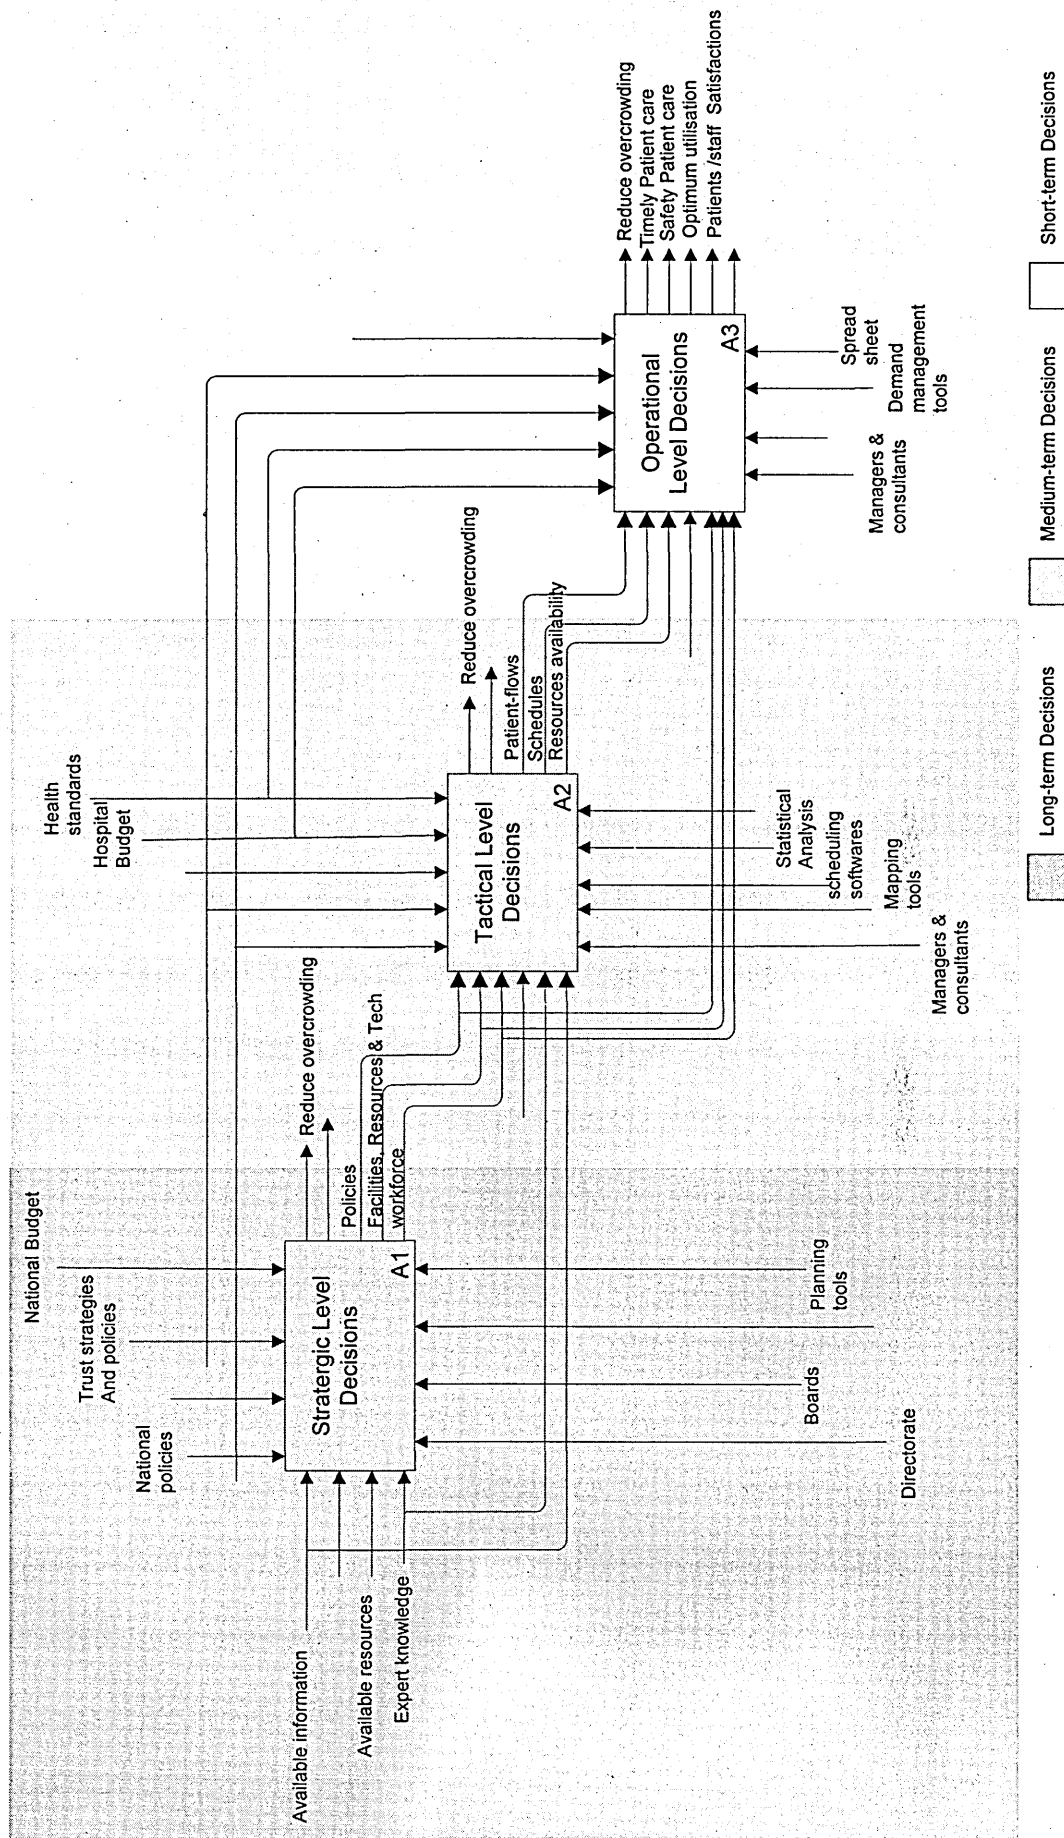 National Budget
Trust strategies
And policies
National
policies
Health
standards
Hospital
Budget
Available information
Available resources
Expert knowledge
Stratergic Level
Decisions
A1
Reduce overcrowding
Policies
Facilities, Resources & Tech
workforce
Directorate
Boards
Planning
tools
Tactical Level
Decisions
A2
Reduce overcrowding
Patient-flows
Schedules
Resources availability
Managers &
consultants
Mapping
tools
scheduling
softwares
Statistical
Analysis
Operational
Level Decisions
A3
Reduce overcrowding
Timely Patient care
Safety Patient care
Optimum utilisation
Patients /staff Satisfactions
Managers &
consultants
Demand
management
tools
Spread
sheet
Long-term Decisions
Medium-term Decisions
Short-term Decisions